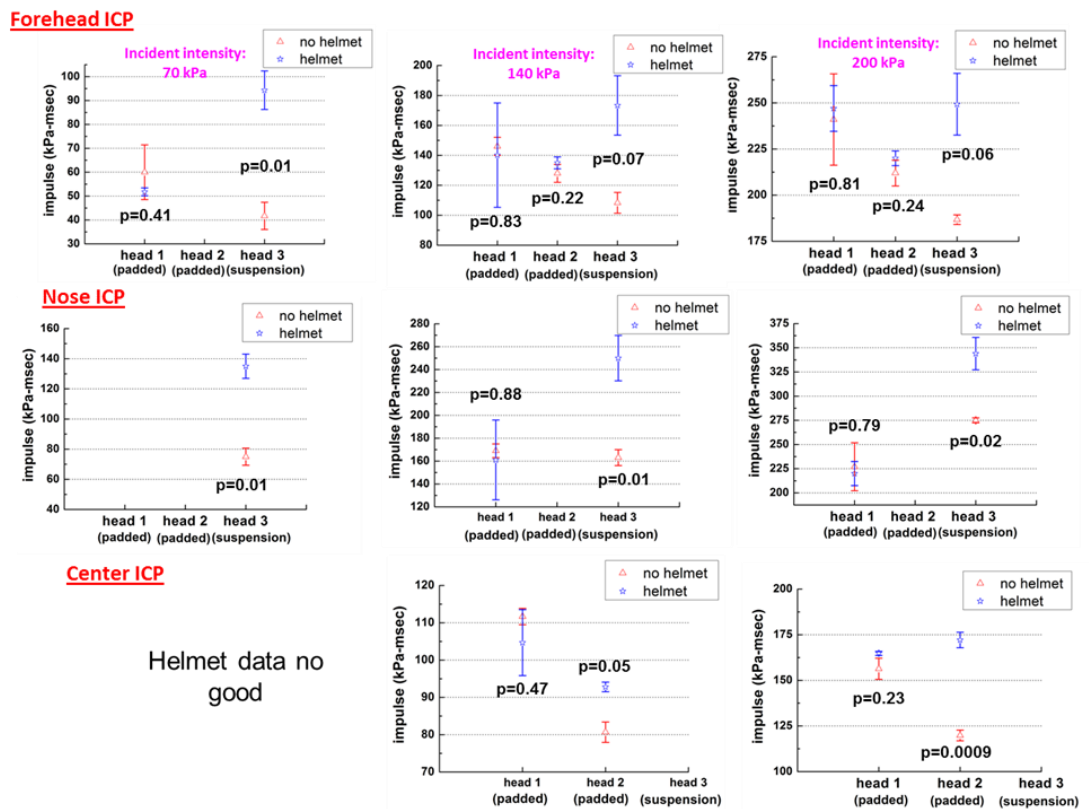 Forehead ICP
no helmet
helmet
Incident intensity:
70 kPa
impulse (kPa-msec)
100
90
80
70
60
50
40
30
p=0.41
p=0.01
head 1 head 2 head 3
(padded) (padded) (suspension)
no helmet
helmet
Incident intensity:
140 kPa
impulse (kPa-msec)
200
180
160
140
120
100
80
p=0.83
p=0.22
p=0.07
head 1 head 2 head 3
(padded) (padded) (suspension)
no helmet
helmet
Incident intensity:
200 kPa
impulse (kPa-msec)
275
250
225
200
175
p=0.81
p=0.24
p=0.06
head 1 head 2 head 3
(padded) (padded) (suspension)
Nose ICP
no helmet
helmet
impulse (kPa-msec)
160
140
120
100
80
60
40
p=0.01
head 1 head 2 head 3
(padded) (padded) (suspension)
no helmet
helmet
impulse (kPa-msec)
280
260
240
220
200
180
160
140
120
p=0.88
p=0.01
head 1 head 2 head 3
(padded) (padded) (suspension)
no helmet
helmet
impulse (kPa-msec)
375
350
325
300
275
250
225
200
p=0.79
p=0.02
head 1 head 2 head 3
(padded) (padded) (suspension)
Center ICP
Helmet data no
good
no helmet
helmet
impulse (kPa-msec)
120
110
100
90
80
70
p=0.47
p=0.05
head 1 head 2 head 3
(padded) (padded) (suspension)
no helmet
helmet
impulse (kPa-msec)
200
175
150
125
100
p=0.23
p=0.0009
head 1 head 2 head 3
(padded) (padded) (suspension)